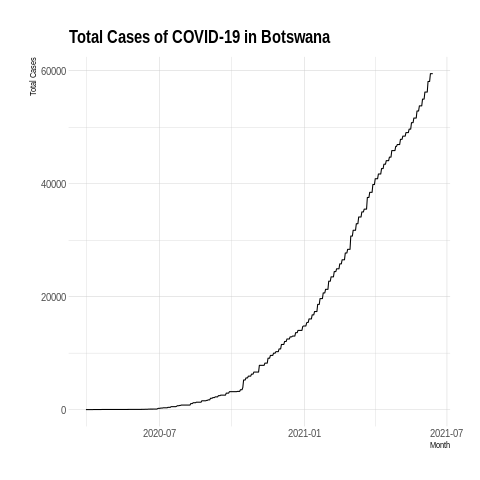 Total Cases of COVID-19 in Botswana
Total Cases
60000
40000
20000
0
2020-07
2021-01
2021-07
Month